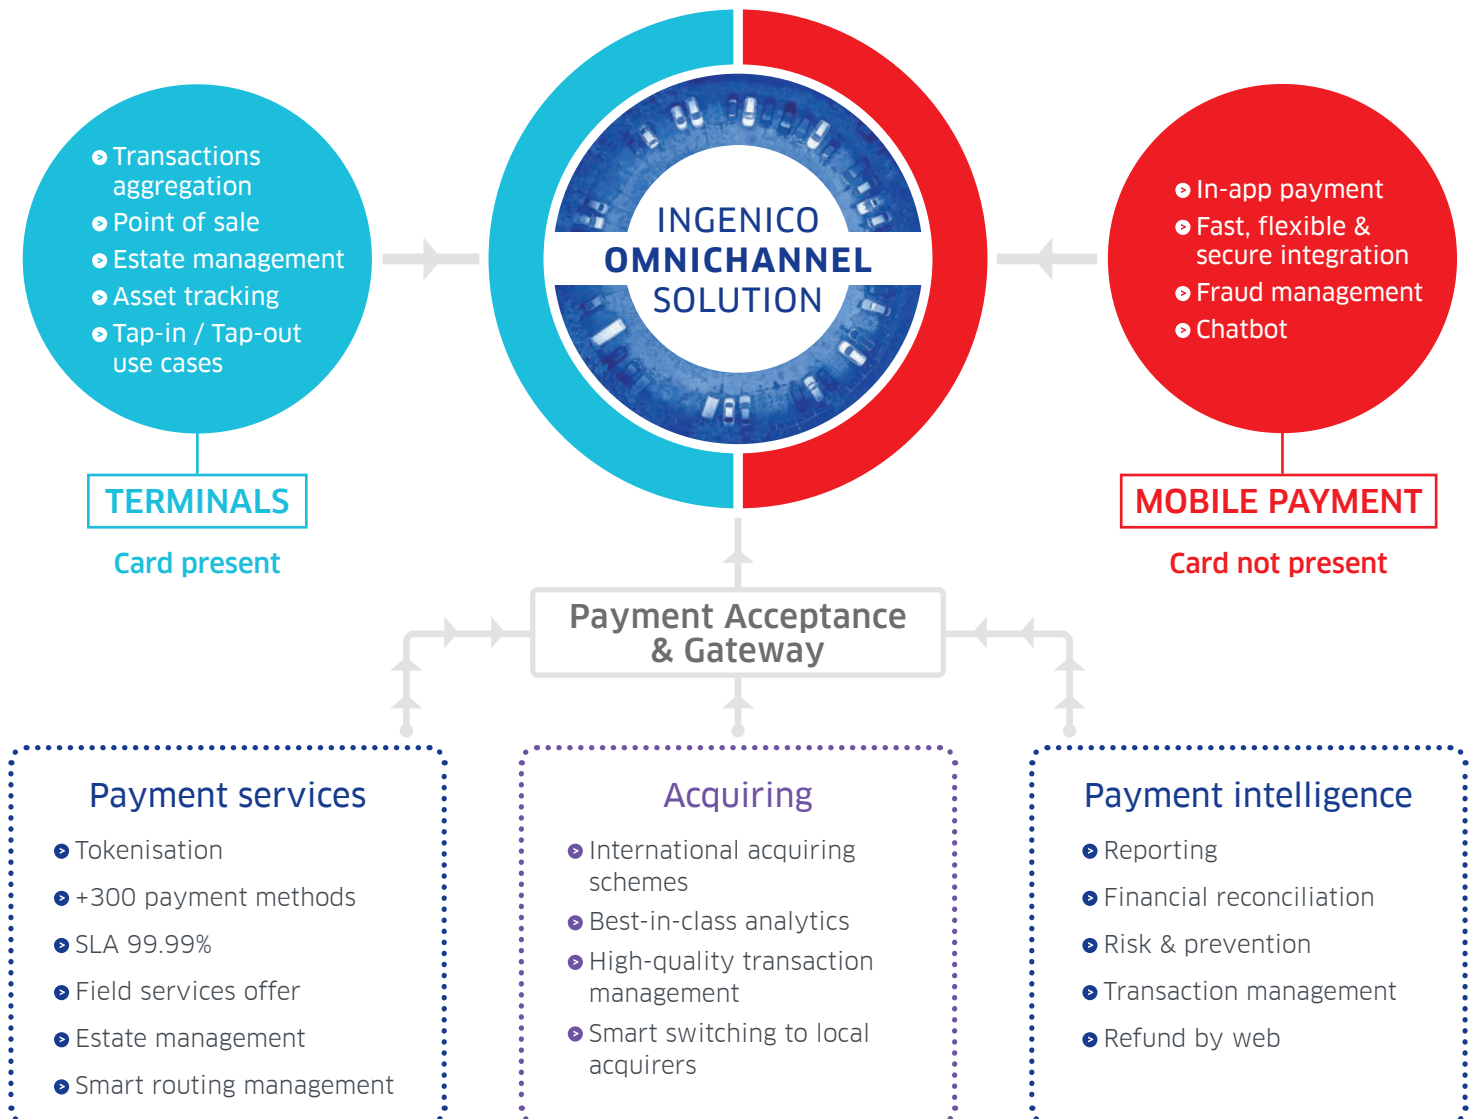 Transactions
aggregation
Point of sale
Estate management
Asset tracking
Tap-in / Tap-out
use cases
TERMINALS
Card present
INGENICO
OMNICHANNEL
SOLUTION
In-app payment
Fast, flexible &
secure integration
Fraud management
Chatbot
MOBILE PAYMENT
Card not present
Payment Acceptance
& Gateway
Payment services
Tokenisation
+300 payment methods
SLA 99.99%
Field services offer
Estate management
Smart routing management
Acquiring
International acquiring
schemes
Best-in-class analytics
High-quality transaction
management
Smart switching to local
acquirers
Payment intelligence
Reporting
Financial reconciliation
Risk & prevention
Transaction management
Refund by web